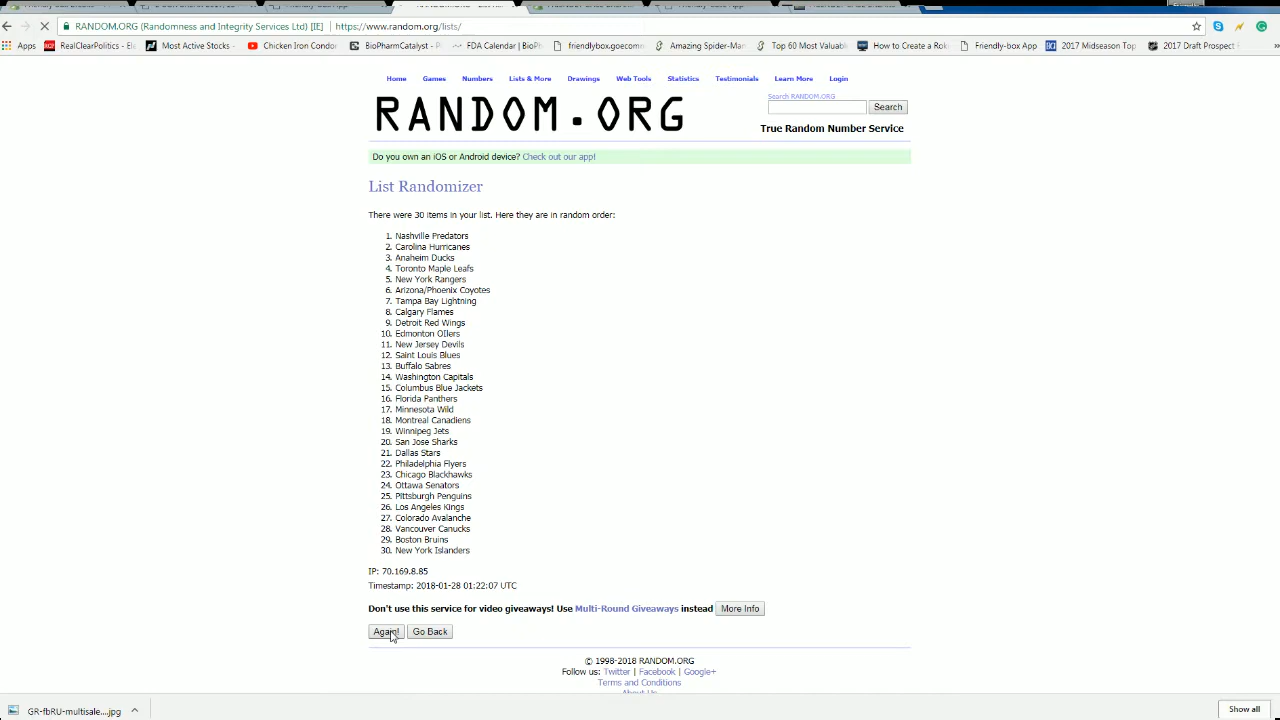 RANDOM.ORG (Randomness and Integrity Services Ltd) [IE] https://www.random.org/lists/
Apps RealClearPolitics - El Most Active Stocks - Chicken Iron Condor BioPharmCatalyst - P FDA Calendar | BioPh friendlybox.goecomm Amazing Spider-Man Top 60 Most Valuab How to Create a Rol Friendly-box App 2017 Midseason Top 2017 Draft Prospect
Home Games Numbers Lists & More Drawings Web Tools Statistics Testimonials Learn More Login
Search RANDOM.ORG
RANDOM.ORG
Search
True Random Number Service
Do you own an iOS or Android device? Check out our app!
List Randomizer
There were 30 items in your list. Here they are in random order:
1. Nashville Predators
2. Carolina Hurricanes
3. Anaheim Ducks
4. Toronto Maple Leafs
5. New York Rangers
6. Arizona/Phoenix Coyotes
7. Tampa Bay Lightning
8. Calgary Flames
9. Detroit Red Wings
10. Edmonton OIlers
11. New Jersey Devils
12. Saint Louis Blues
13. Buffalo Sabres
14. Washington Capitals
15. Columbus Blue Jackets
16. Florida Panthers
17. Minnesota Wild
18. Montreal Canadiens
19. Winnipeg Jets
20. San Jose Sharks
21. Dallas Stars
22. Philadelphia Flyers
23. Chicago Blackhawks
24. Ottawa Senators
25. Pittsburgh Penguins
26. Los Angeles Kings
27. Colorado Avalanche
28. Vancouver Canucks
29. Boston Bruins
30. New York Islanders
IP: 70.169.8.85
Timestamp: 2018-01-28 01:22:07 UTC
Don't use this service for video giveaways! Use Multi-Round Giveaways instead More Info
Again! Go Back
© 1998-2018 RANDOM.ORG
Follow us: Twitter | Facebook | Google+
Terms and Conditions
About Us
GR-fbRU-multisale....jpg
Show all